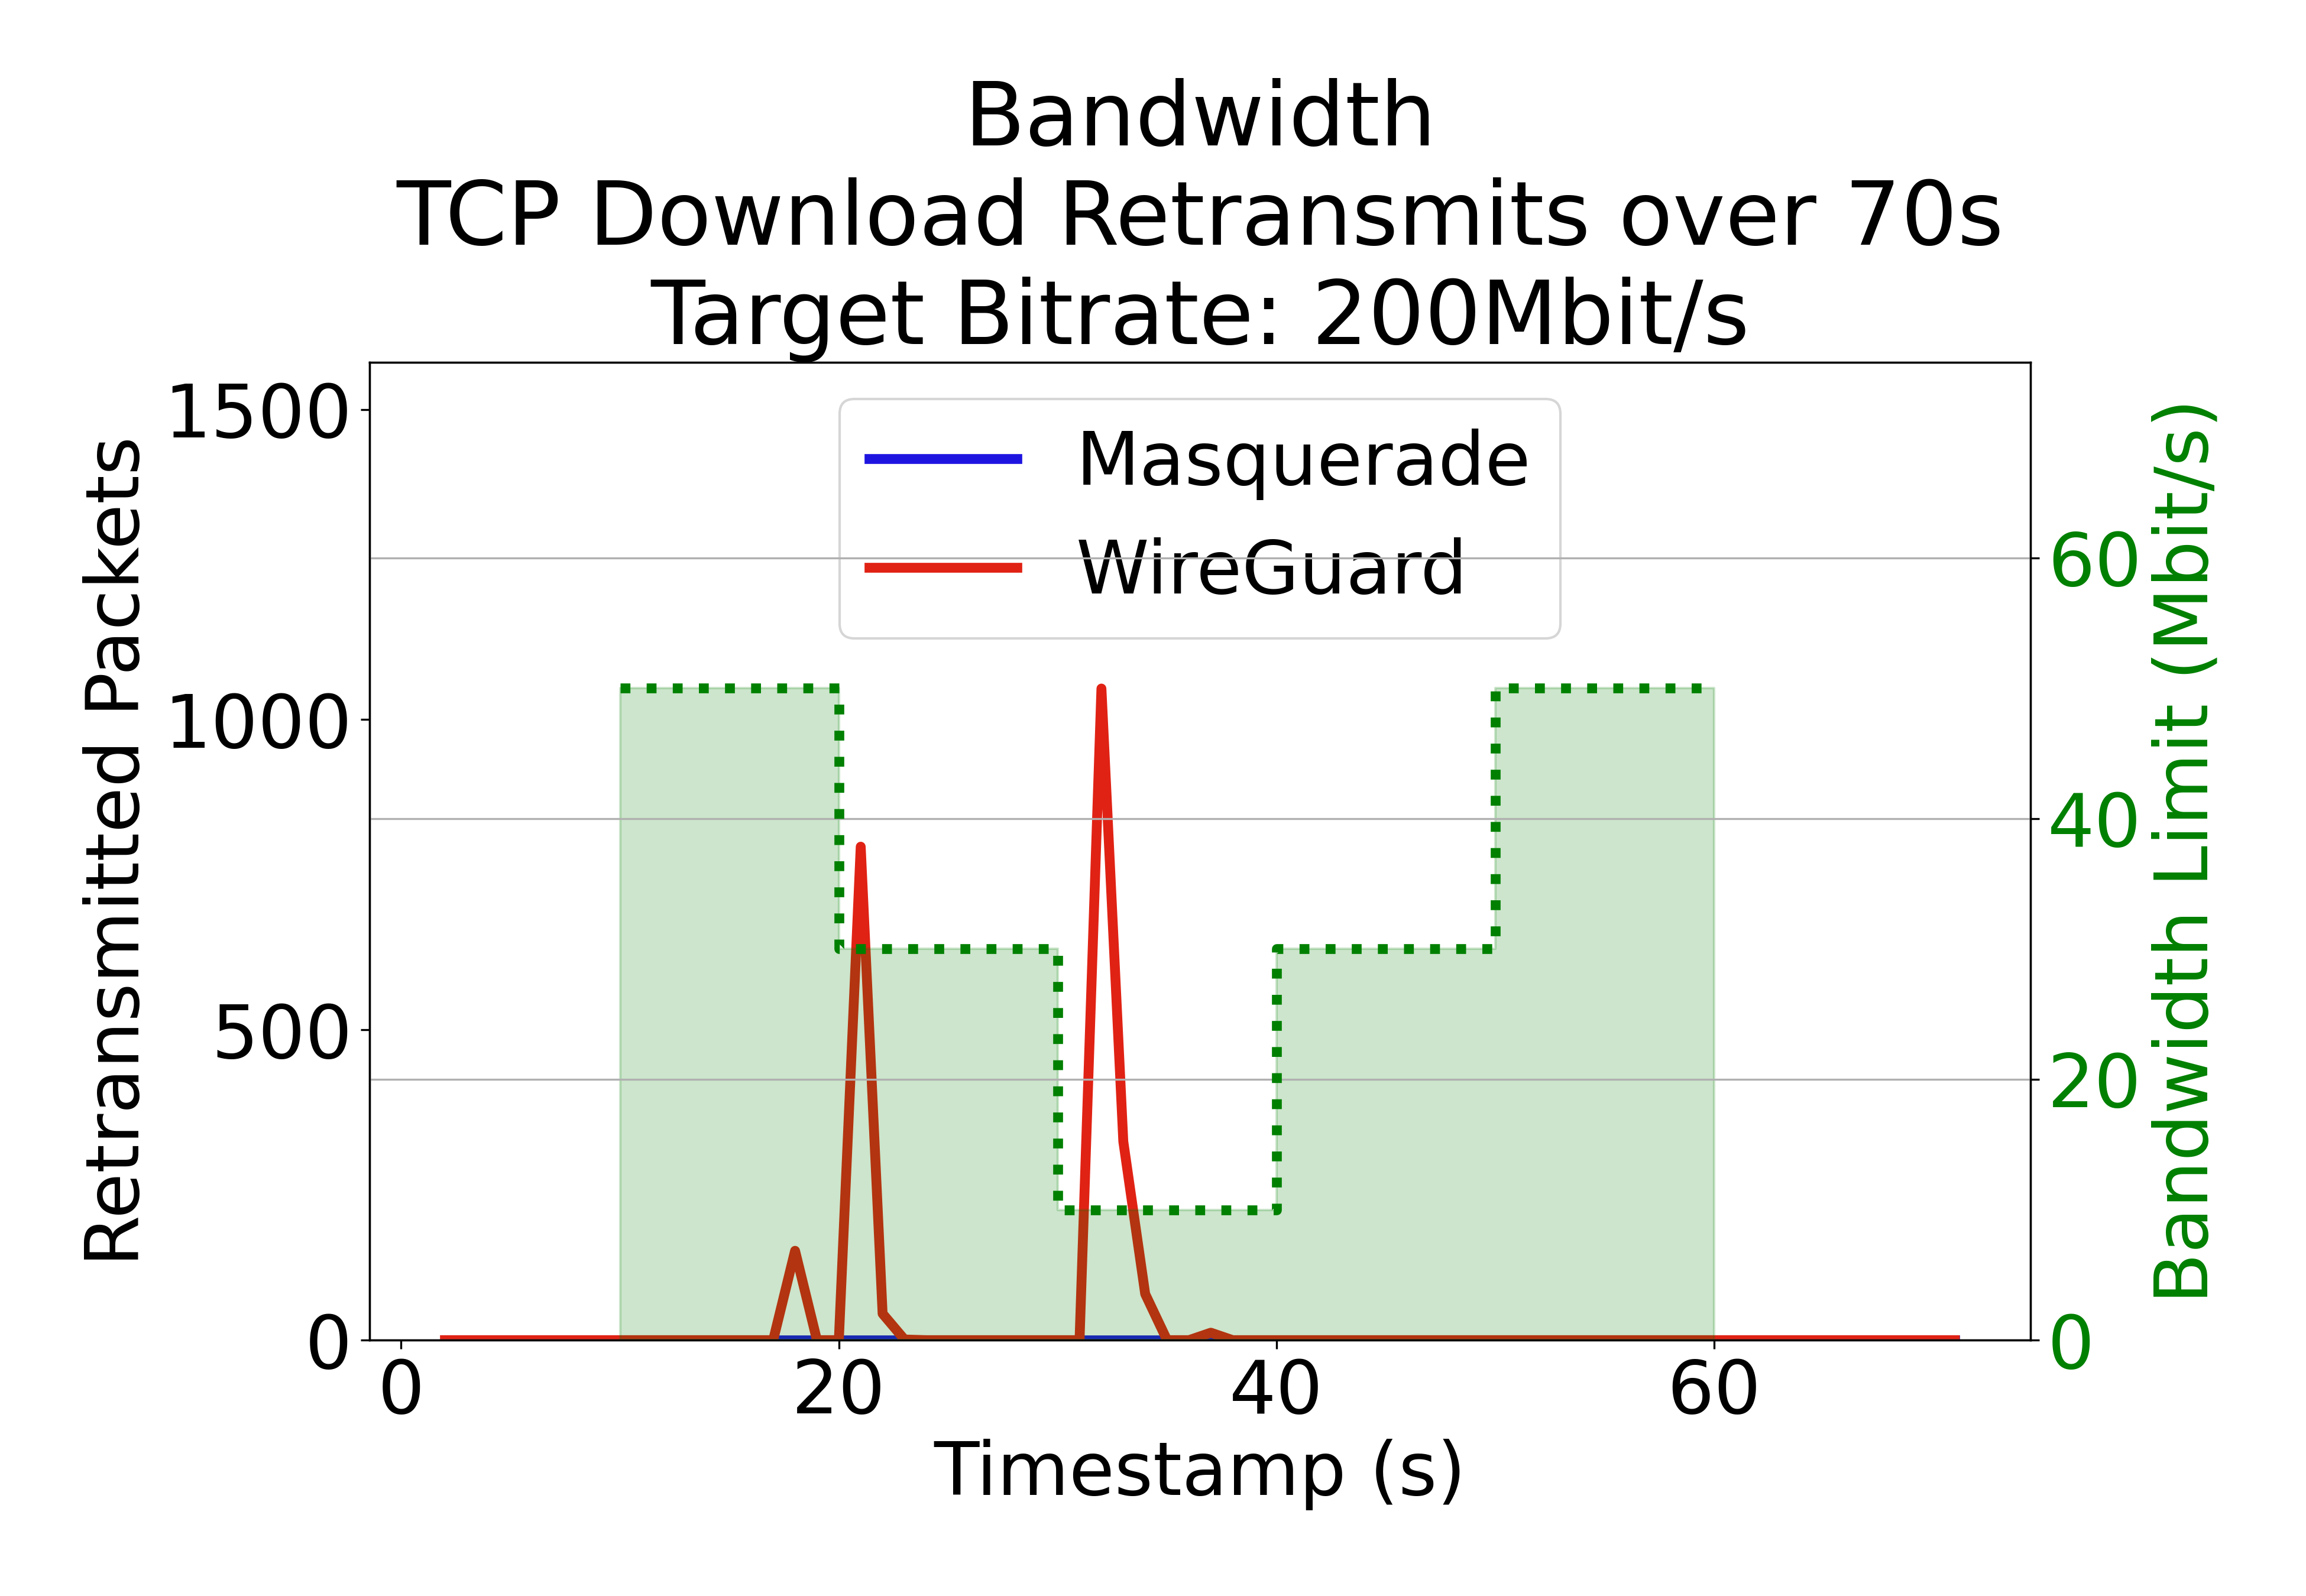 Bandwidth
TCP Download Retransmits over 70s
Target Bitrate: 200Mbit/s
Retransmitted Packets
1500
1000
500
0
Masquerade
WireGuard
60
40
20
0
Bandwidth Limit (Mbit/s)
0 20 40 60
Timestamp (s)